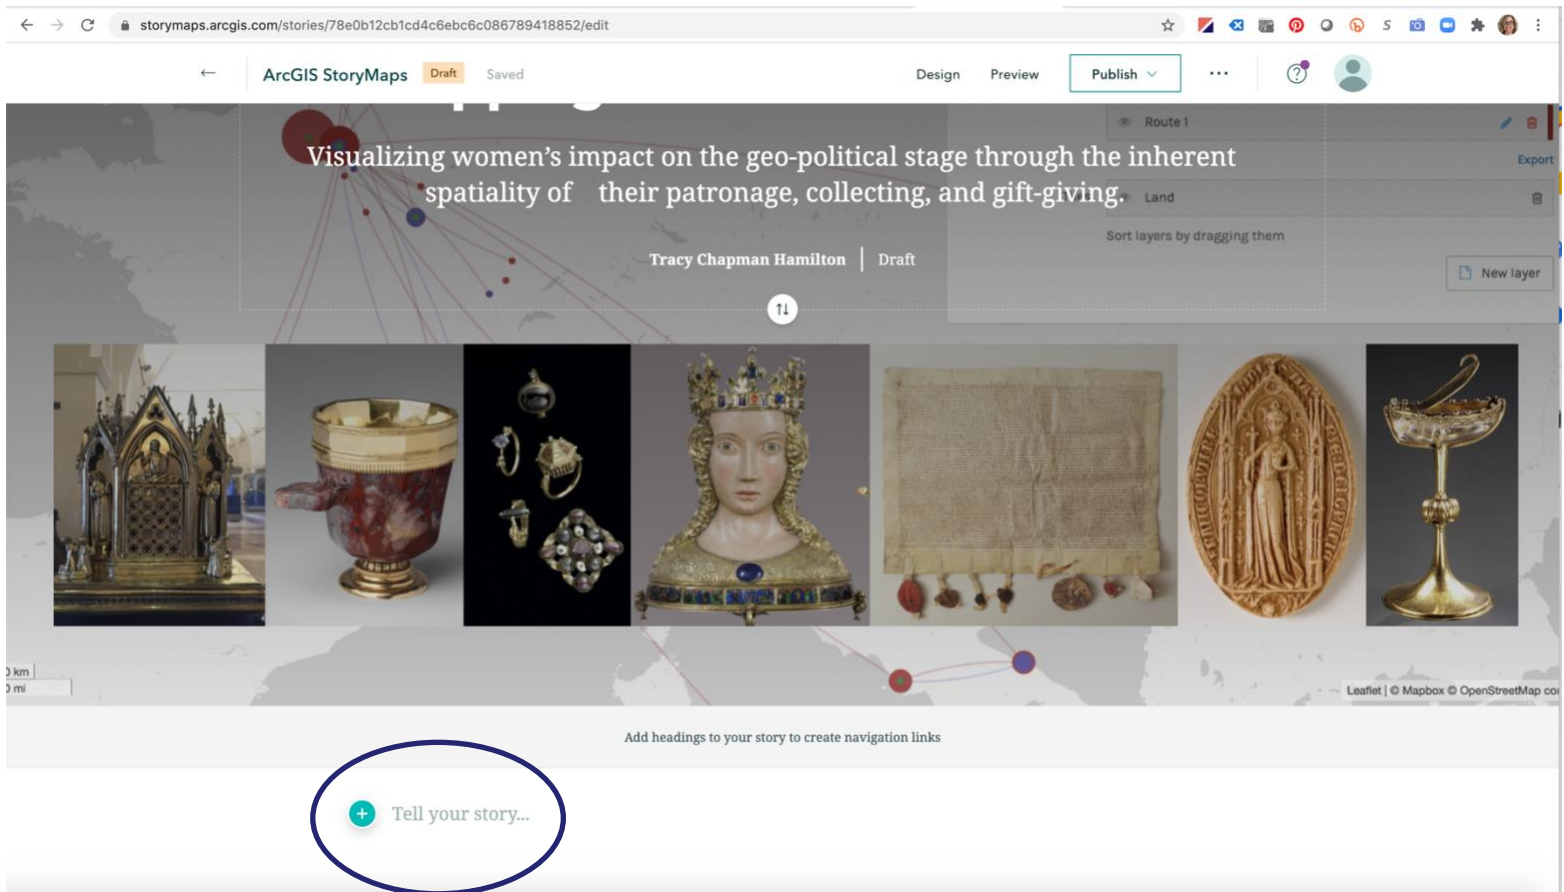 storymaps.arcgis.com/stories/78e0b12cb1cd4c6ebc6c086789418852/edit
ArcGIS StoryMaps Draft Saved Design Preview Publish
Route 1
Visualizing women's impact on the geo-political stage through the inherent
Export
spatiality of their patronage, collecting, and gift-giving.
Land
Sort layers by dragging them
Tracy Chapman Hamilton | Draft
New layer
km
mi
Leaflet | © Mapbox © OpenStreetMap
Add headings to your story to create navigation links
+ Tell your story...